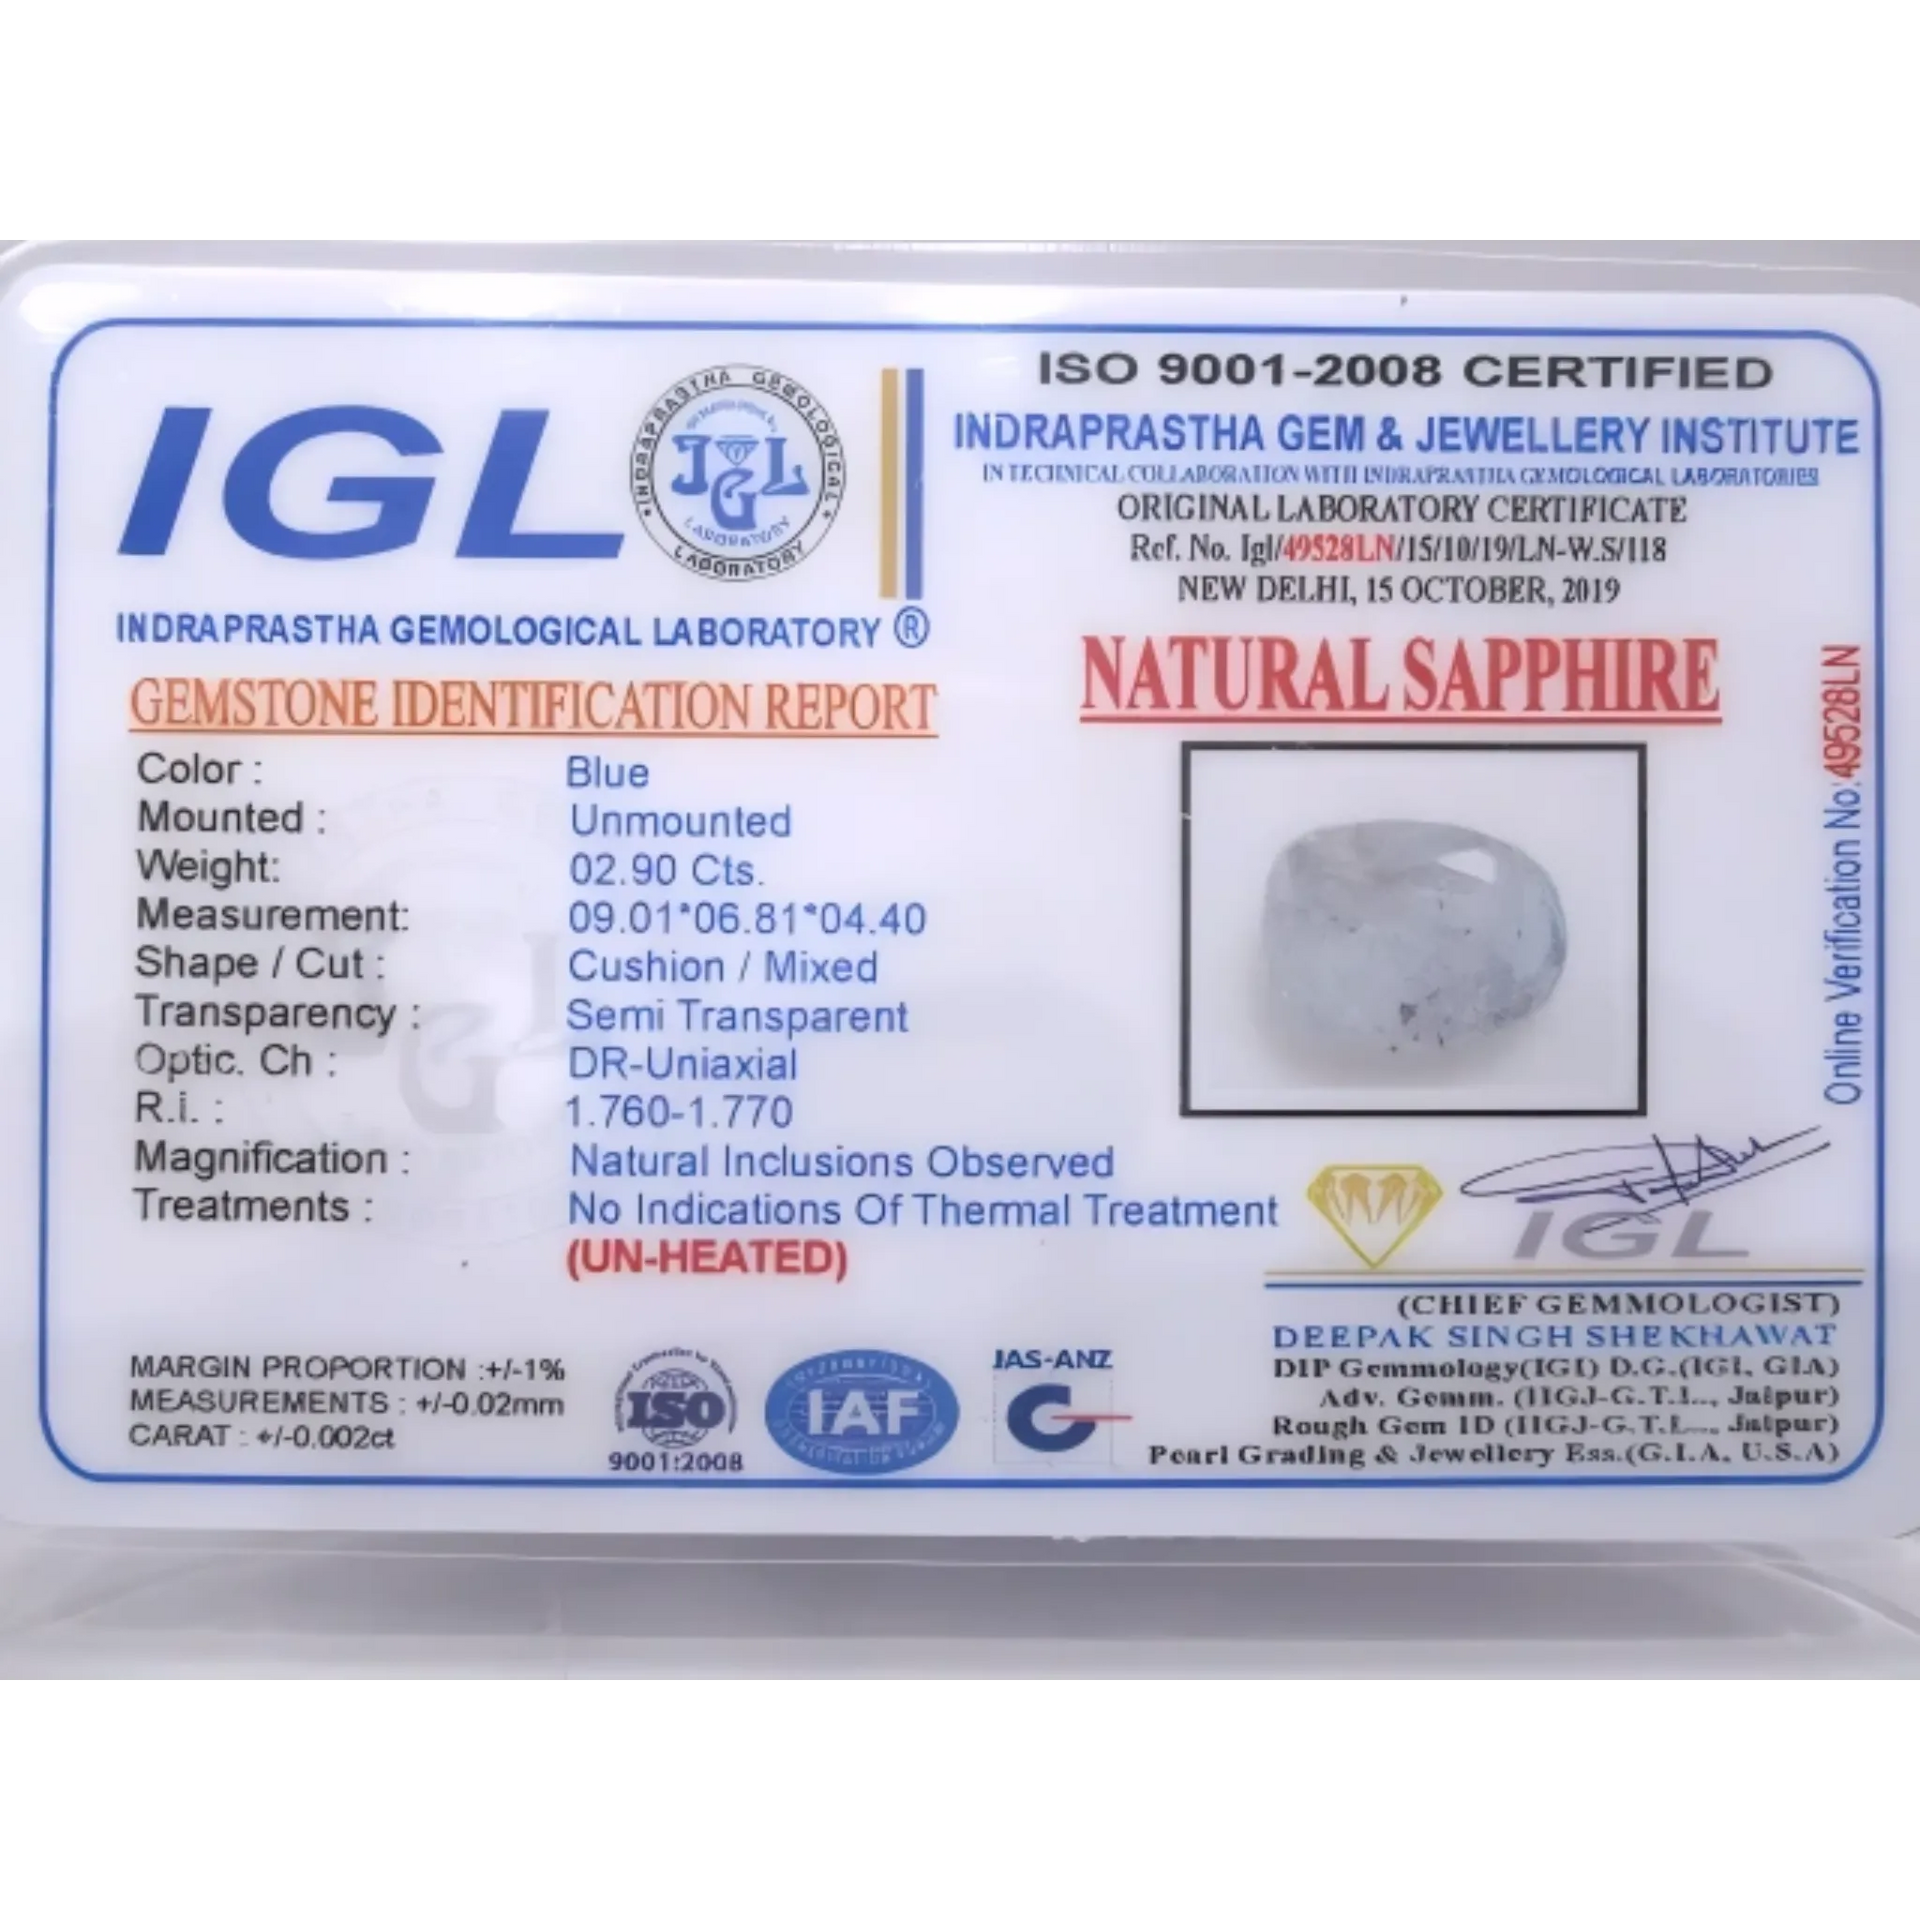 IGL
INDRAPRASTHA GEMOLOGICAL
LABORATORY
IGL
LABORATORY
INDRAPRASTHA GEMOLOGICAL LABORATORY ®
GEMSTONE IDENTIFICATION REPORT
Color : Blue
Mounted : Unmounted
Weight: 02.90 Cts.
Measurement: 09.01*06.81*04.40
Shape / Cut : Cushion / Mixed
Transparency : Semi Transparent
Optic. Ch : DR-Uniaxial
R.i. : 1.760-1.770
Magnification : Natural Inclusions Observed
Treatments : No Indications Of Thermal Treatment
(UN-HEATED)
MARGIN PROPORTION :+/-1%
MEASUREMENTS : +/-0.02mm
CARAT : +/-0.002ct
ISO
9001:2008
IAF
JAS-ANZ
ISO 9001-2008 CERTIFIED
INDRAPRASTHA GEM & JEWELLERY INSTITUTE
IN TECHNICAL COLLABORATION WITH INDRAPRASTHA GEMOLOGICAL LABORATORIES
ORIGINAL LABORATORY CERTIFICATE
Ref. No. Igl/49528LN/15/10/19/LN-W.S/118
NEW DELHI, 15 OCTOBER, 2019
NATURAL SAPPHIRE
Online Verification No:49528LN
IGL
(CHIEF GEMMOLOGIST)
DEEPAK SINGH SHEKHAWAT
DIP Gemmology(IGI) D.G.(IGI, GIA)
Adv. Gemm. (IIGJ-G.T.L., Jaipur)
Rough Gem ID (IIGJ-G.T.L., Jaipur)
Pearl Grading & Jewellery Ess.(G.I.A, U.S.A)